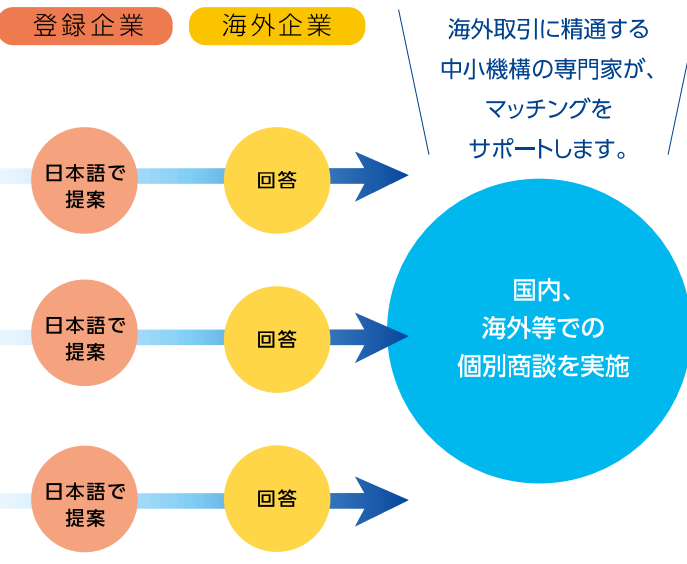 登録企業
海外企業
海外取引に精通する
中小機構の専門家が、
マッチングを
サポートします。
日本語で
提案
回答
日本語で
提案
回答
日本語で
提案
回答
国内、
海外等での
個別商談を実施